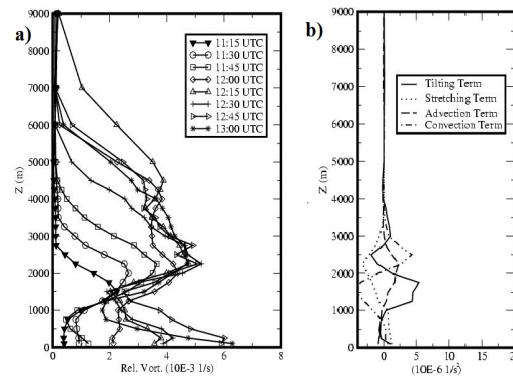 a)
9000
8000
7000
6000
5000
4000
3000
2000
1000
0
Z (m)
11:15 UTC
11:30 UTC
11:45 UTC
12:00 UTC
12:15 UTC
12:30 UTC
12:45 UTC
13:00 UTC
0 2 4 6 8
Rel. Vort. (10E-3 1/s)
b)
9000
8000
7000
6000
5000
4000
3000
2000
1000
0
Z (m)
Tilting Term
Stretching Term
Advection Term
Convection Term
0 5 10
(10E-6 1/s²)